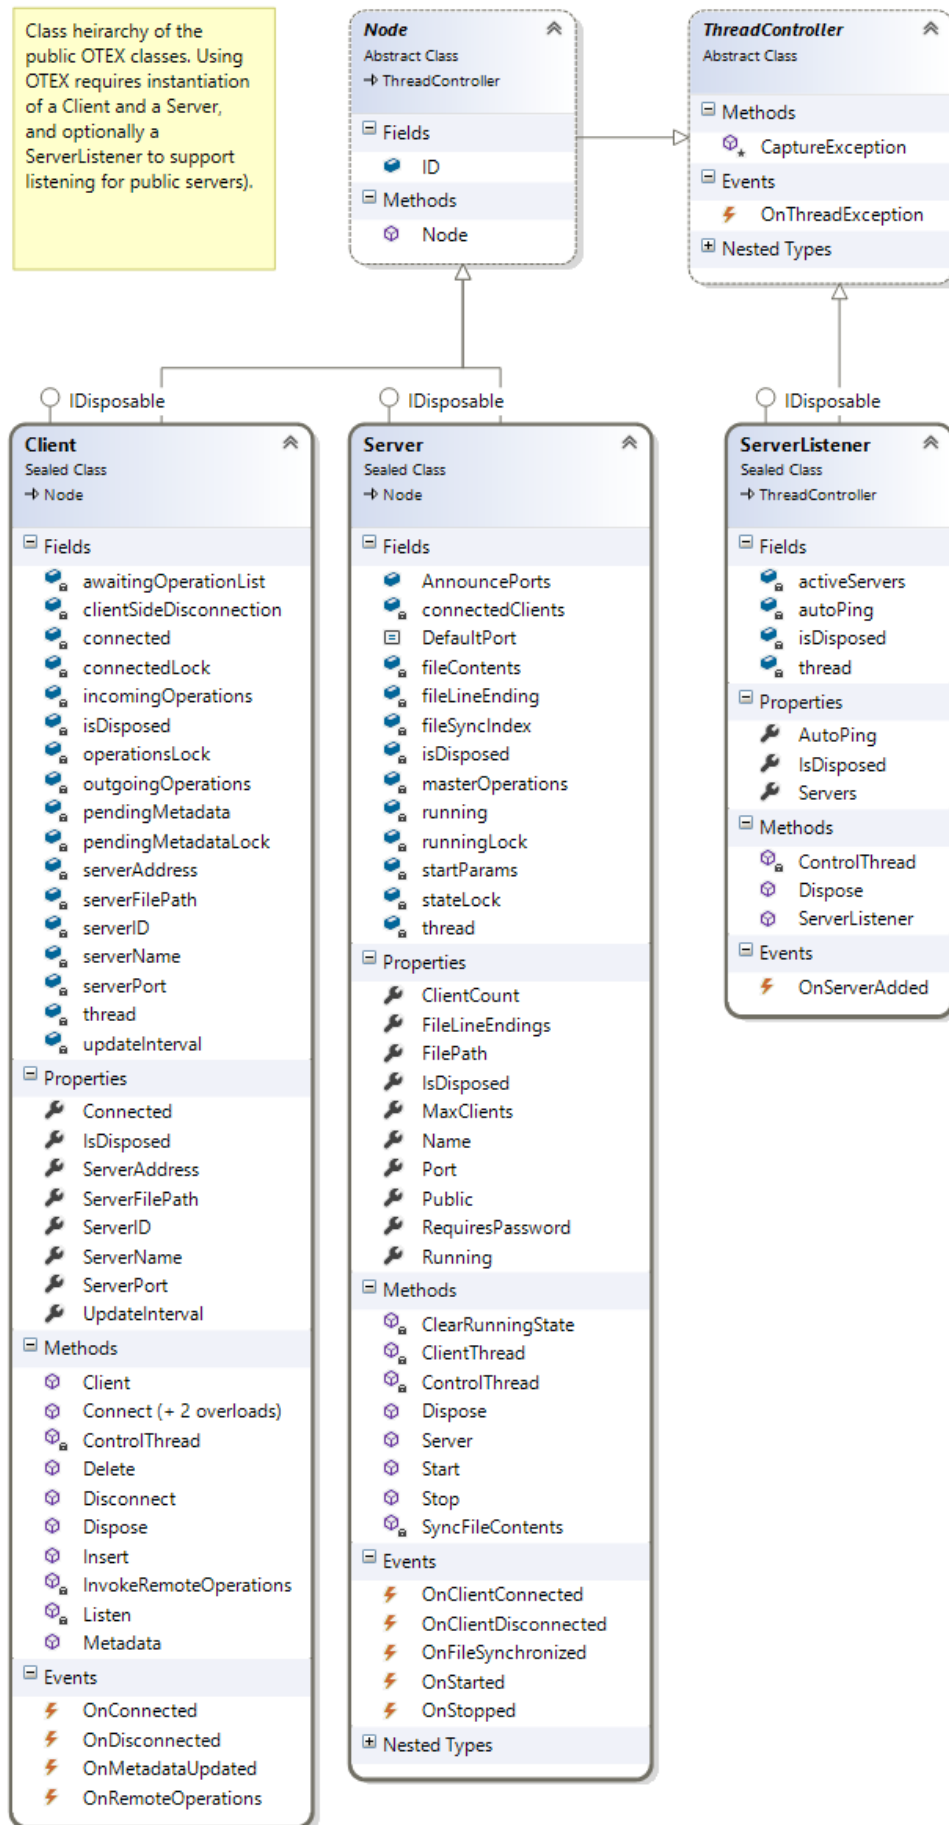 Class heirarchy of the
public OTEX classes. Using
OTEX requires instantiation
of a Client and a Server,
and optionally a
ServerListener to support
listening for public servers).
Node
Abstract Class
ThreadController
Fields
ID
Methods
Node
ThreadController
Abstract Class
Methods
CaptureException
Events
OnThreadException
Nested Types
IDisposable
Client
Sealed Class
Node
Fields
awaitingOperationList
clientSideDisconnection
connected
connectedLock
incomingOperations
isDisposed
operationsLock
outgoingOperations
pendingMetadata
pendingMetadataLock
serverAddress
serverFilePath
serverID
serverName
serverPort
thread
updateInterval
Properties
Connected
IsDisposed
ServerAddress
ServerFilePath
ServerID
ServerName
ServerPort
UpdateInterval
Methods
Client
Connect (+ 2 overloads)
ControlThread
Delete
Disconnect
Dispose
Insert
InvokeRemoteOperations
Listen
Metadata
Events
OnConnected
OnDisconnected
OnMetadataUpdated
OnRemoteOperations
IDisposable
Server
Sealed Class
Node
Fields
AnnouncePorts
connectedClients
DefaultPort
fileContents
fileLineEnding
fileSyncIndex
isDisposed
masterOperations
running
runningLock
startParams
stateLock
thread
Properties
ClientCount
FileLineEndings
FilePath
IsDisposed
MaxClients
Name
Port
Public
RequiresPassword
Running
Methods
ClearRunningState
ClientThread
ControlThread
Dispose
Server
Start
Stop
SyncFileContents
Events
OnClientConnected
OnClientDisconnected
OnFileSynchronized
OnStarted
OnStopped
Nested Types
IDisposable
ServerListener
Sealed Class
ThreadController
Fields
activeServers
autoPing
isDisposed
thread
Properties
AutoPing
IsDisposed
Servers
Methods
ControlThread
Dispose
ServerListener
Events
OnServerAdded